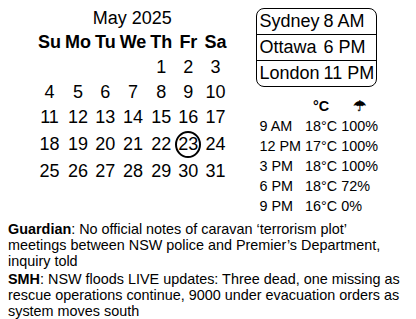 May 2025
Su Mo Tu We Th Fr Sa
1 2 3
4 5 6 7 8 9 10
11 12 13 14 15 16 17
18 19 20 21 22 23 24
25 26 27 28 29 30 31
Sydney 8 AM
Ottawa 6 PM
London 11 PM
°C ☂
9 AM 18°C 100%
12 PM 17°C 100%
3 PM 18°C 100%
6 PM 18°C 72%
9 PM 16°C 0%
Guardian: No official notes of caravan ‘terrorism plot’
meetings between NSW police and Premier’s Department,
inquiry told
SMH: NSW floods LIVE updates: Three dead, one missing as
rescue operations continue, 9000 under evacuation orders as
system moves south